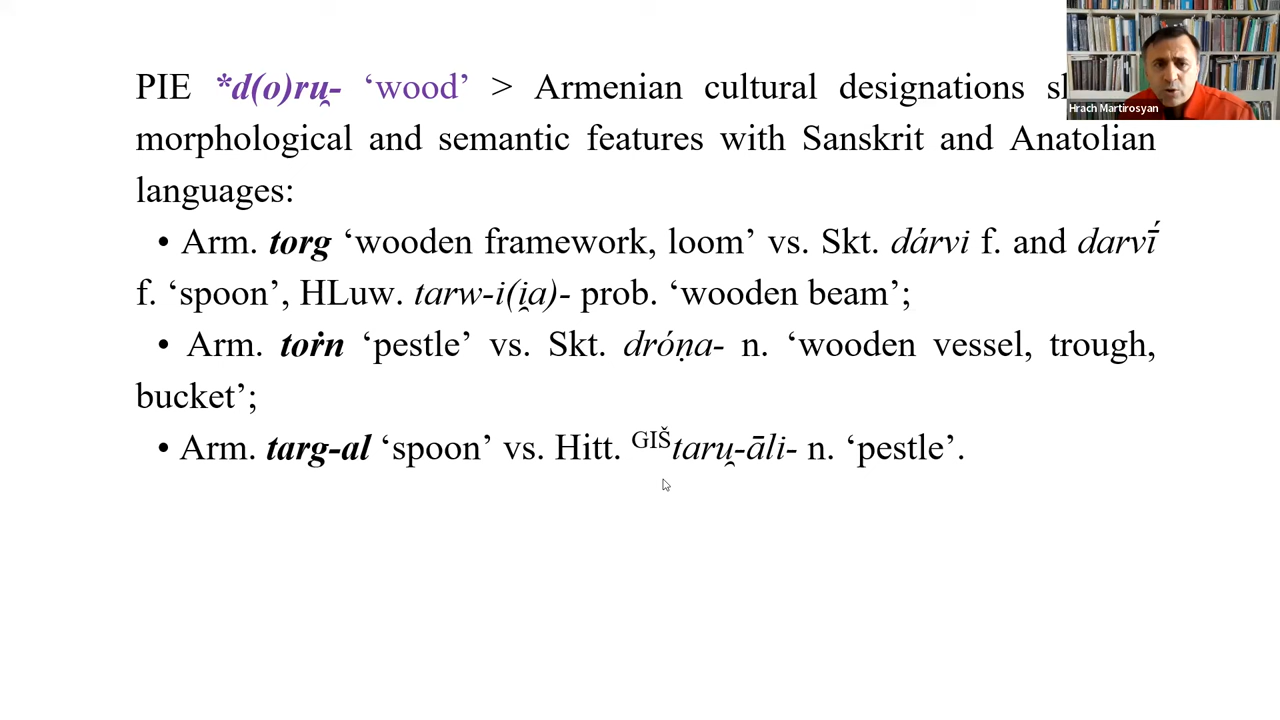 PIE *d(o)ru̯- ‘wood’ > Armenian cultural designations
Hrach Martirosyan
morphological and semantic features with Sanskrit and Anatolian
languages:
• Arm. torg ‘wooden framework, loom’ vs. Skt. dárvi f. and darvī́
f. ‘spoon’, HLuw. tarw-i(i̯a)- prob. ‘wooden beam’;
• Arm. toṙn ‘pestle’ vs. Skt. dróṇa- n. ‘wooden vessel, trough,
bucket’;
• Arm. targ-al ‘spoon’ vs. Hitt. GIŠtaru̯-āli- n. ‘pestle’.